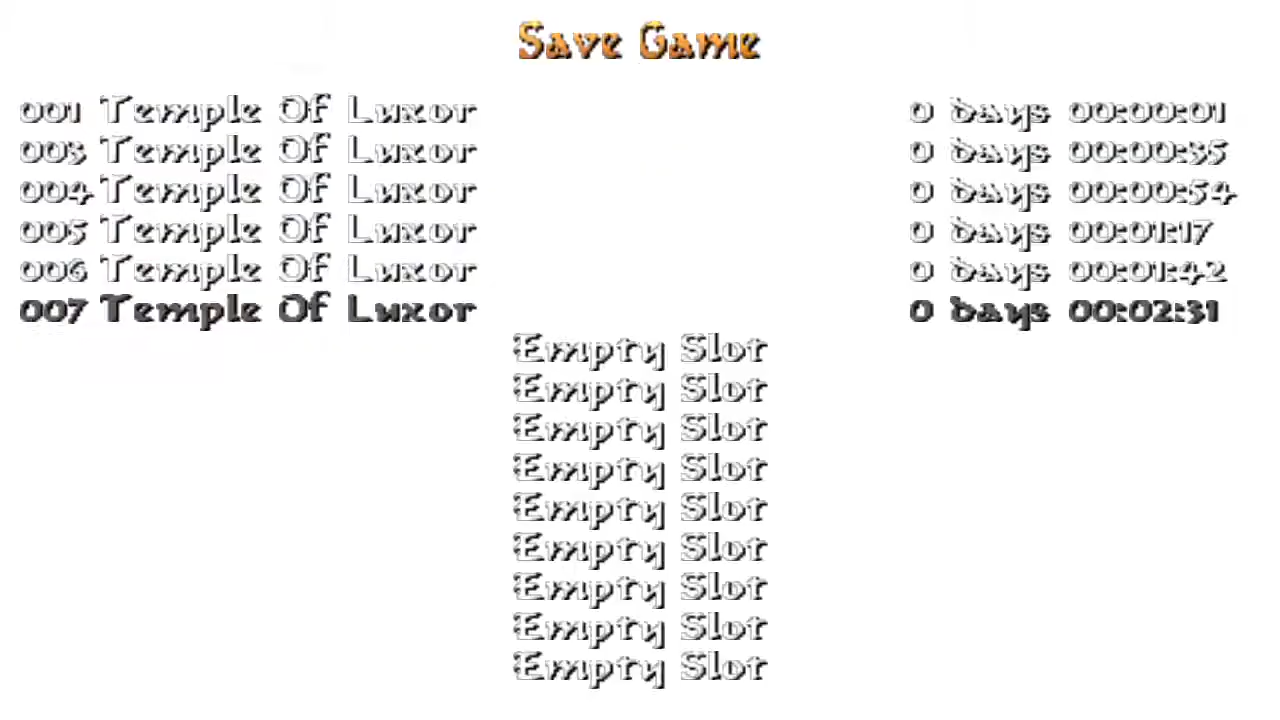 Save Game
001 Temple Of Luxor 0 days 00:00:01
003 Temple Of Luxor 0 days 00:00:35
004 Temple Of Luxor 0 days 00:00:54
005 Temple Of Luxor 0 days 00:01:17
006 Temple Of Luxor 0 days 00:01:42
007 Temple Of Luxor 0 days 00:02:31
Empty Slot
Empty Slot
Empty Slot
Empty Slot
Empty Slot
Empty Slot
Empty Slot
Empty Slot
Empty Slot